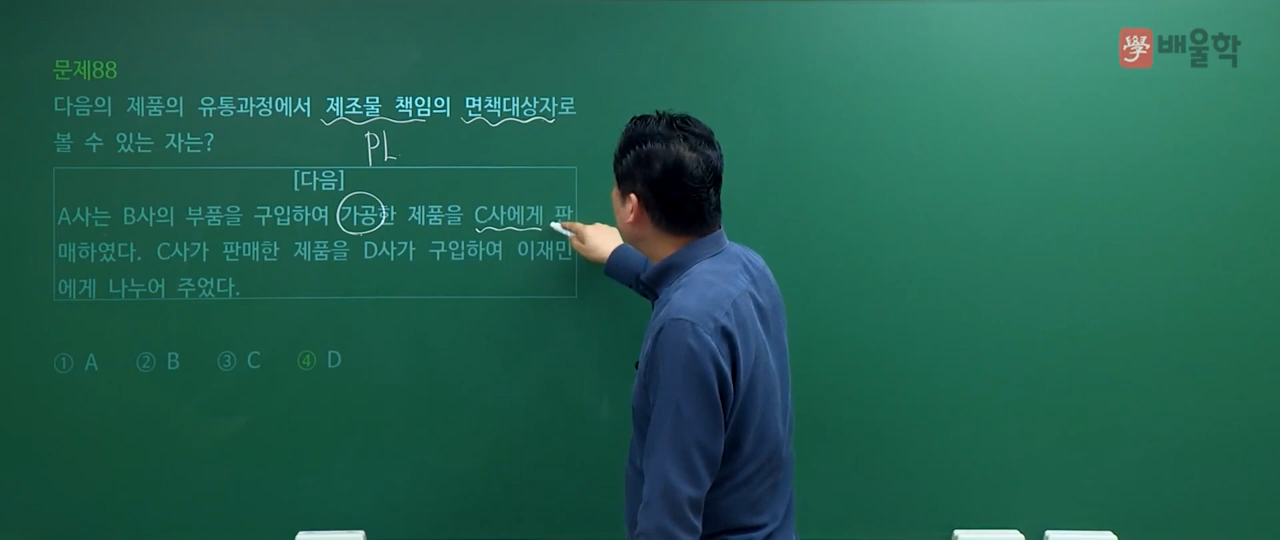 學 배울학
문제88
다음의 제품의 유통과정에서 제조물 책임의 면책대상자로
볼 수 있는 자는?
PL
[다음]
A사는 B사의 부품을 구입하여 가공한 제품을 C사에게 판
매하였다. C사가 판매한 제품을 D사가 구입하여 이재민
에게 나누어 주었다.
① A ② B ③ C ④ D